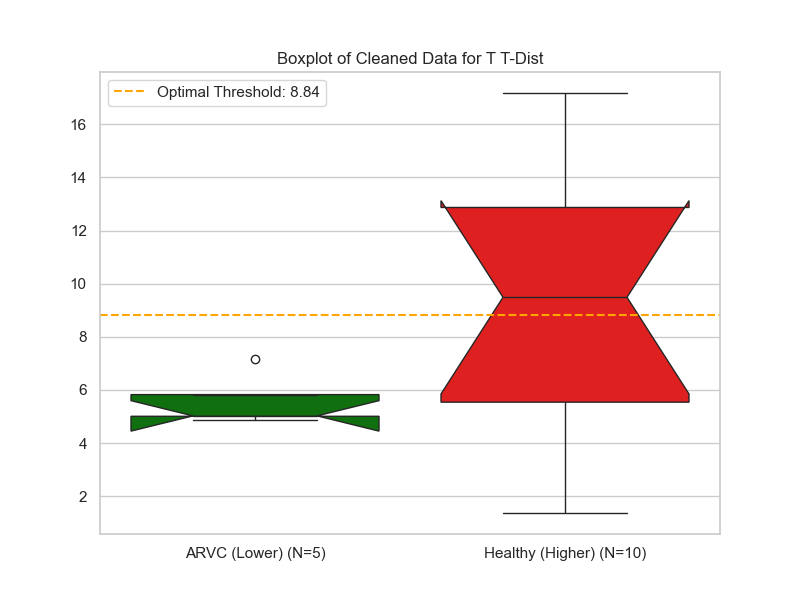 Boxplot of Cleaned Data for T T-Dist
Optimal Threshold: 8.84
16
14
12
10
8
6
4
2
ARVC (Lower) (N=5)
Healthy (Higher) (N=10)